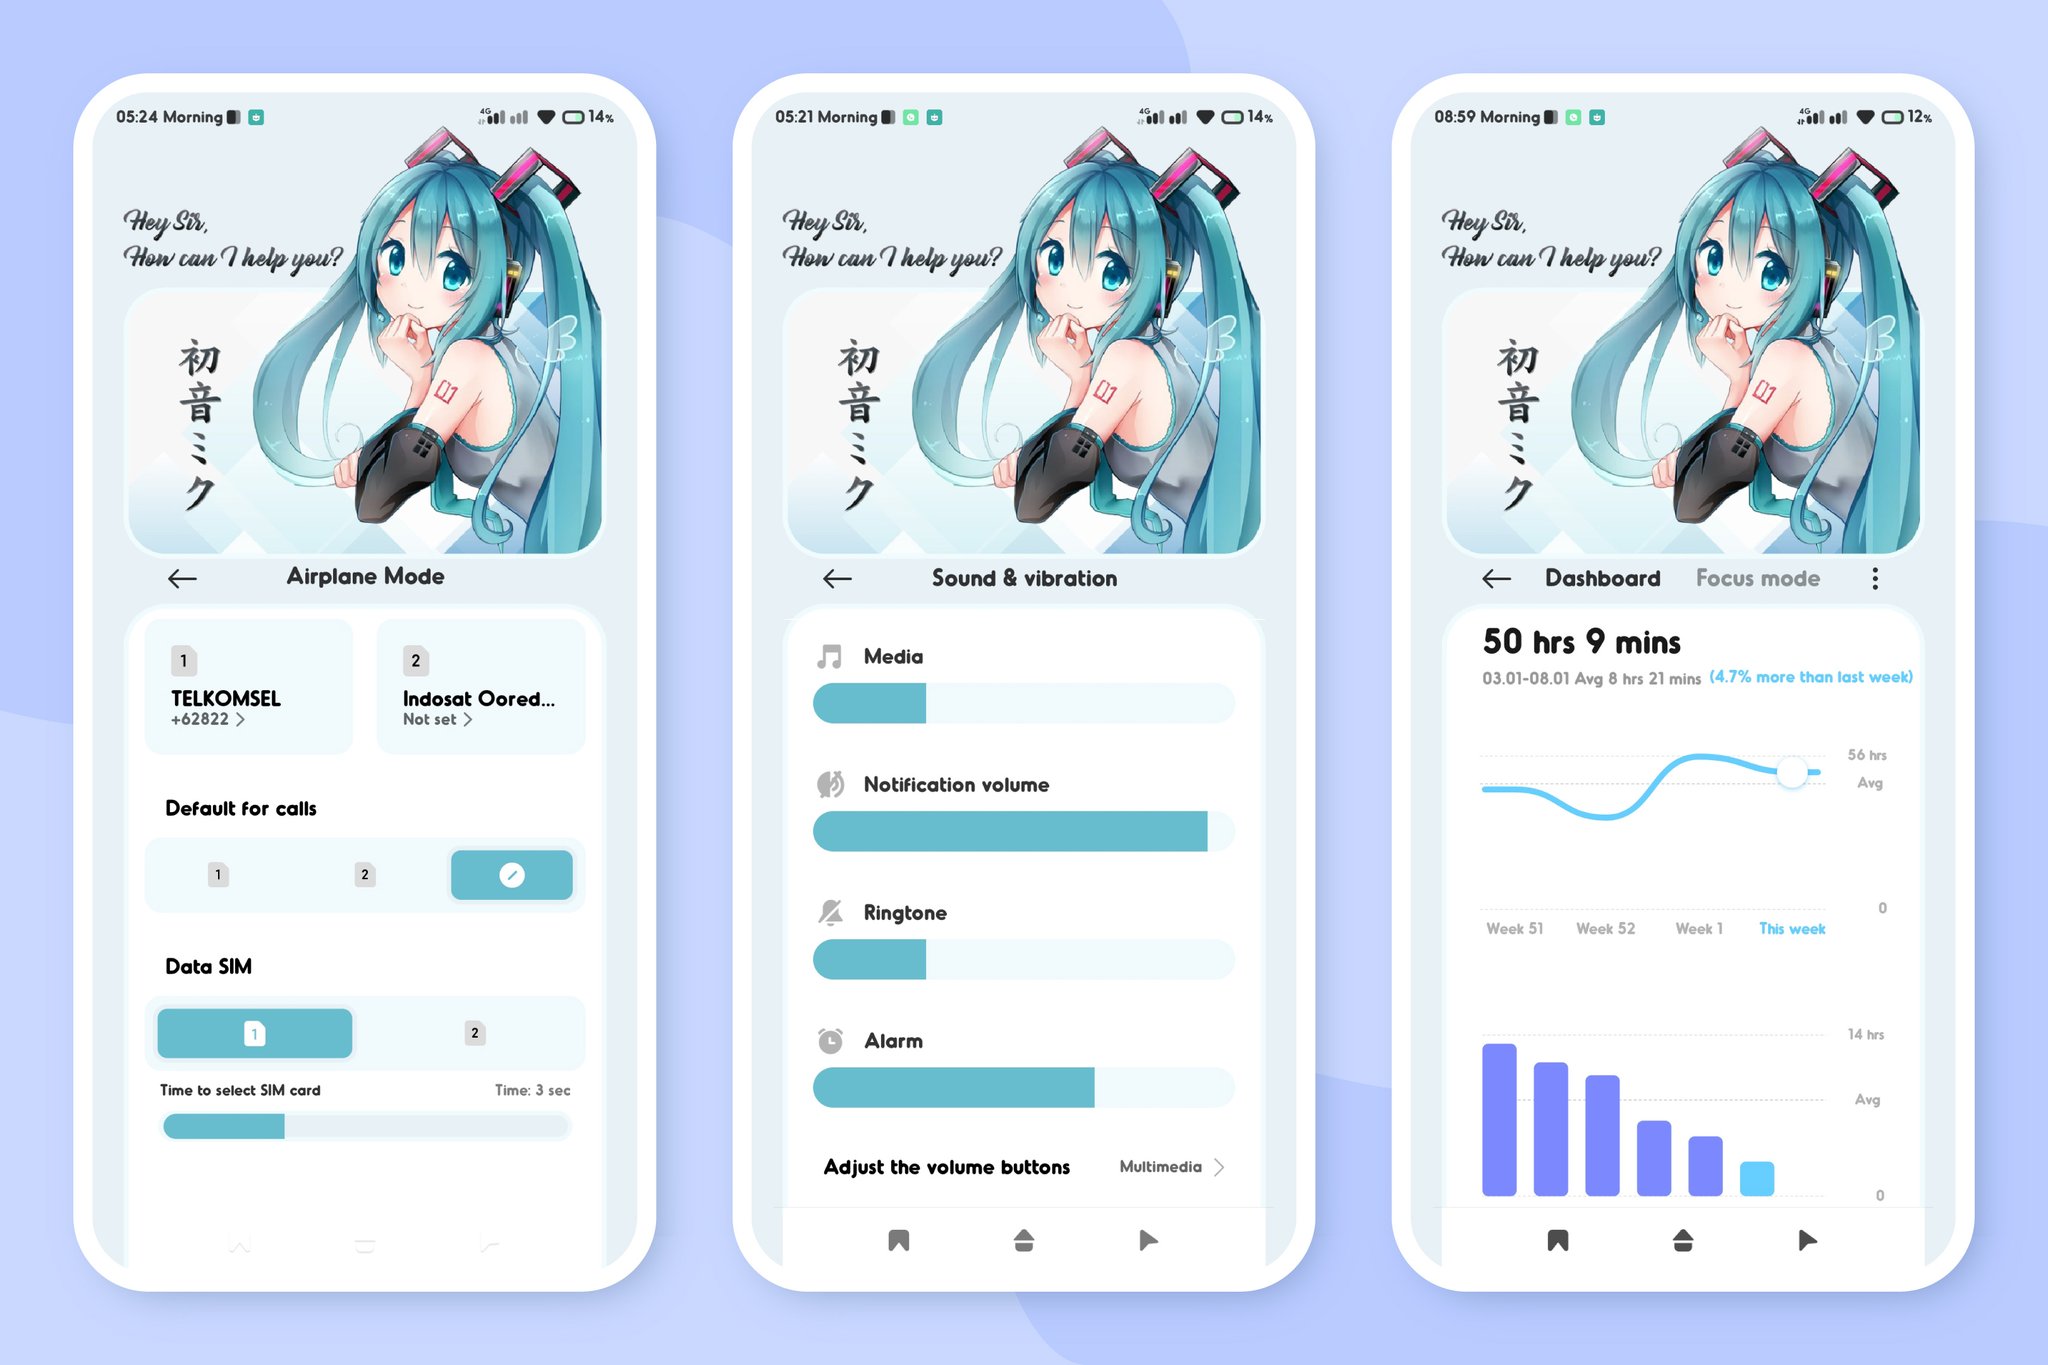 05:24 Morning
4G
14%
Hey Sir,
How can I help you?
初音ミク
01
Airplane Mode
1
TELKOMSEL
+62822
2
Indosat Oored...
Not set
Default for calls
1
2
Data SIM
1
2
Time to select SIM card
Time: 3 sec
05:21 Morning
4G
14%
Hey Sir,
How can I help you?
初音ミク
01
Sound & vibration
Media
Notification volume
Ringtone
Alarm
Adjust the volume buttons
Multimedia
08:59 Morning
4G
12%
Hey Sir,
How can I help you?
初音ミク
01
Dashboard
Focus mode
50 hrs 9 mins
03.01-08.01 Avg 8 hrs 21 mins (4.7% more than last week)
56 hrs
Avg
0
Week 51
Week 52
Week 1
This week
14 hrs
Avg
0